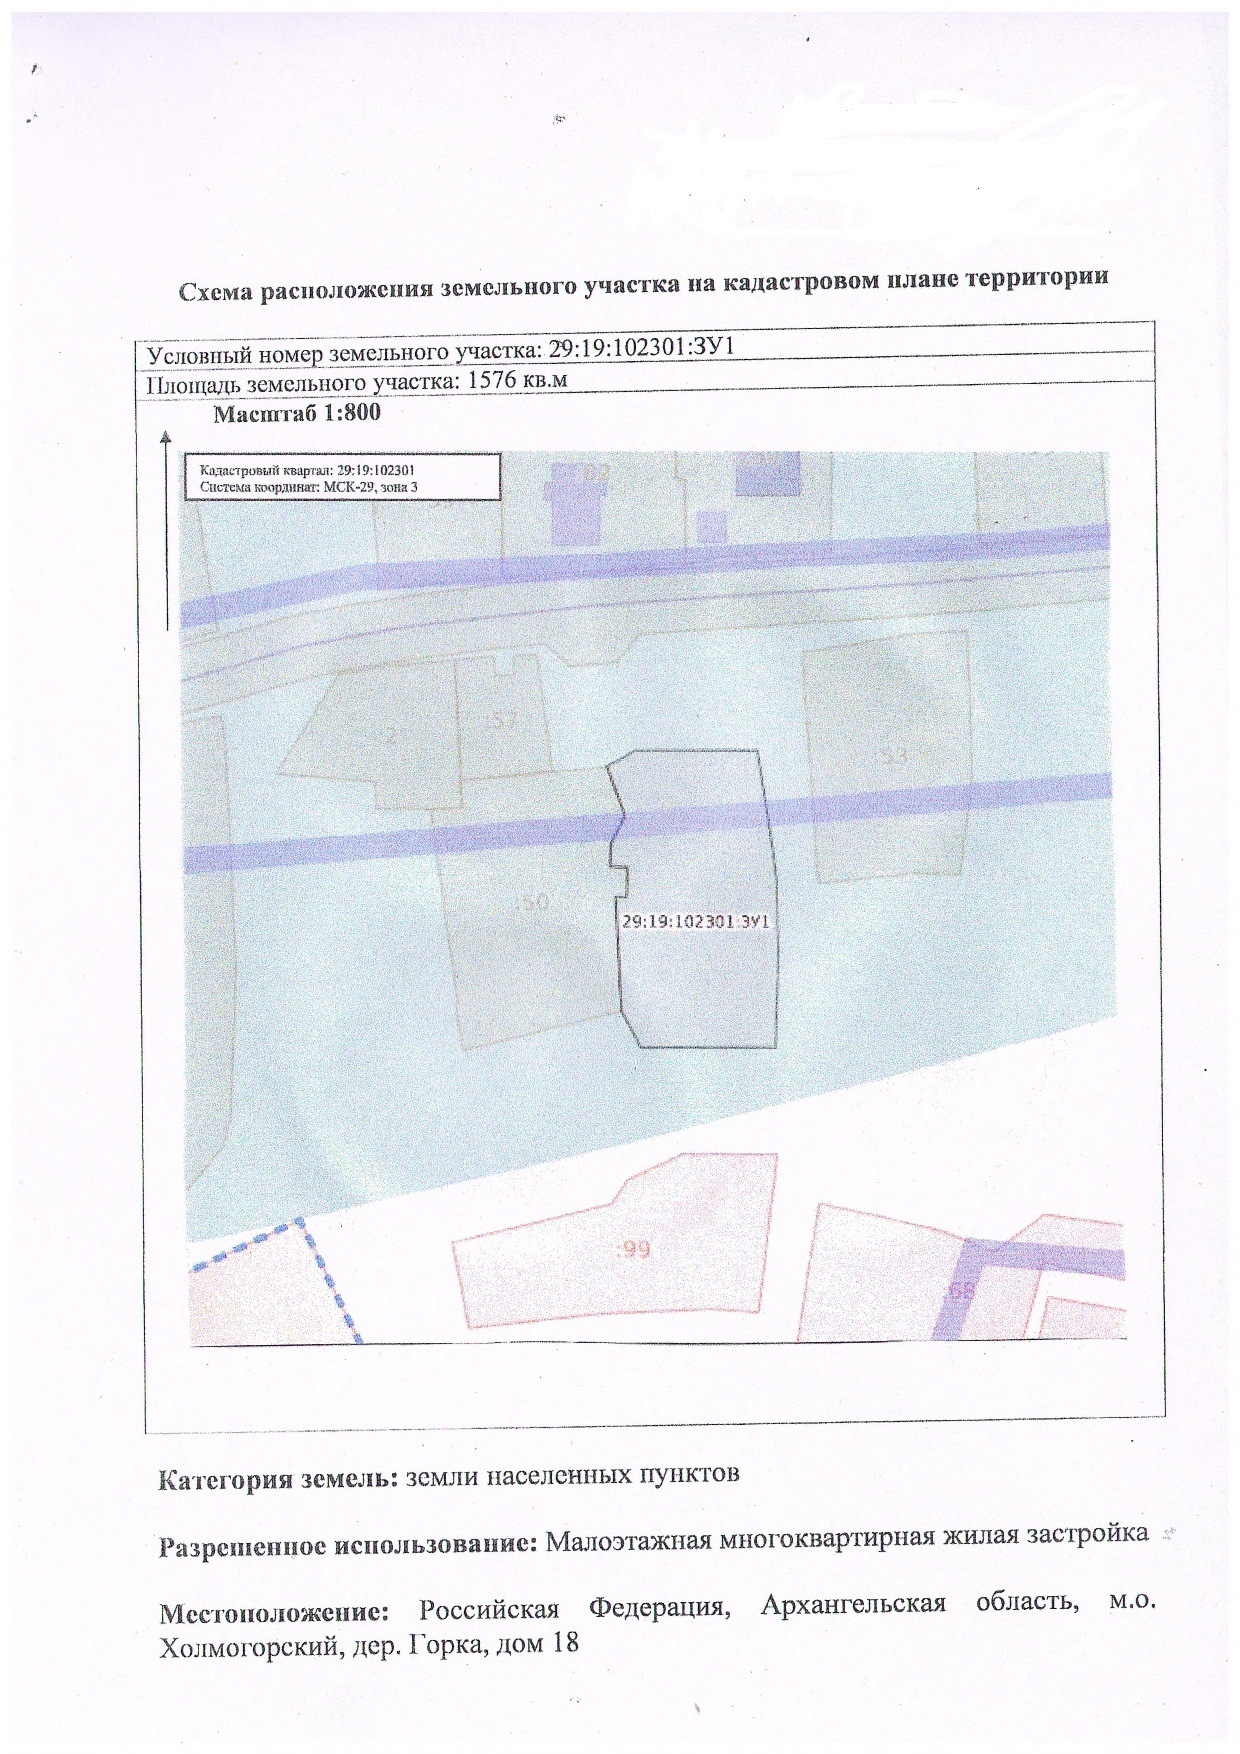 Схема расположения земельного участка на кадастровом плане территории
Условный номер земельного участка: 29:19:102301:ЗУ1
Площадь земельного участка: 1576 кв.м
Масштаб 1:800
Кадастровый квартал: 29:19:102301
Система координат: МСК-29, зона 3
:57
:53
:50
29:19:102301:ЗУ1
:99
:68
Категория земель: земли населенных пунктов
Разрешенное использование: Малоэтажная многоквартирная жилая застройка
Местоположение: Российская Федерация, Архангельская область, м.о.
Холмогорский, дер. Горка, дом 18